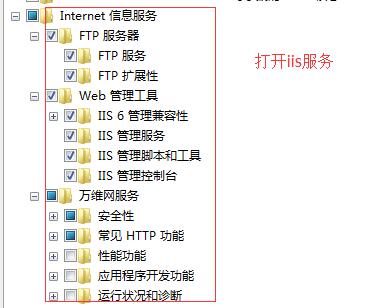 Internet 信息服务
FTP 服务器
FTP 服务
FTP 扩展性
打开iis服务
Web 管理工具
IIS 6 管理兼容性
IIS 管理服务
IIS 管理脚本和工具
IIS 管理控制台
万维网服务
安全性
常见 HTTP 功能
性能功能
应用程序开发功能
运行状况和诊断